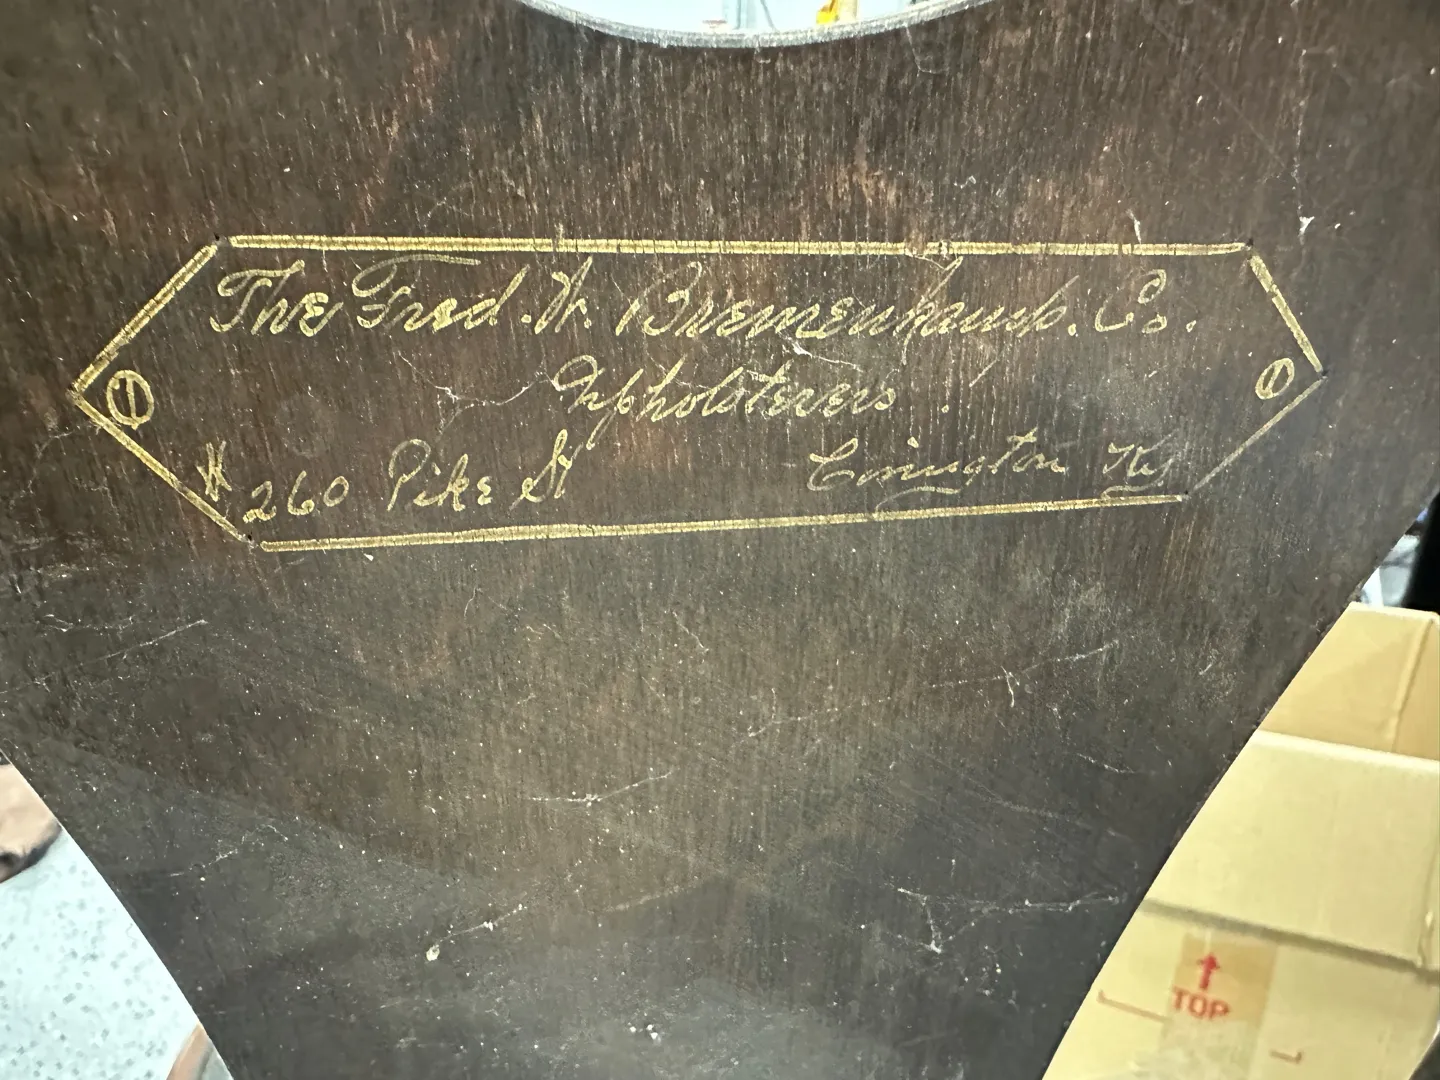 The Fred. W. Bremenkamp. Co.
Upholsterers.
# 260 Pike St Covington Ky
TOP